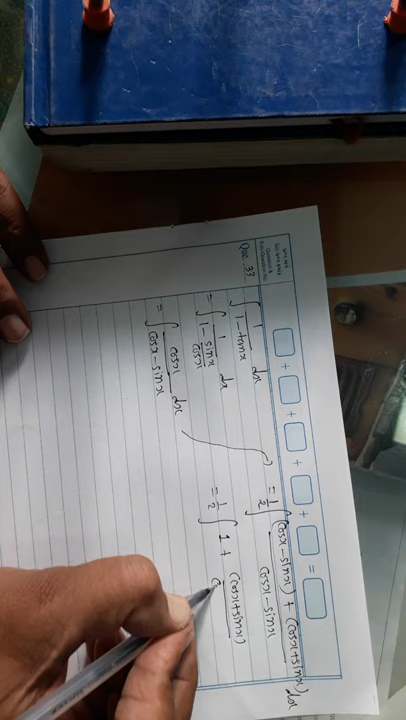 + + + + =
Que. 33
∫ 1 / (1 - tanx) dx
= ∫ 1 / (1 - sinx/cosx) dx
= ∫ cosx / (cosx - sinx) dx
= 1/2 ∫ ((cosx - sinx) + (cosx + sinx)) / (cosx - sinx) dx
= 1/2 ∫ 1 + (cosx + sinx) / c